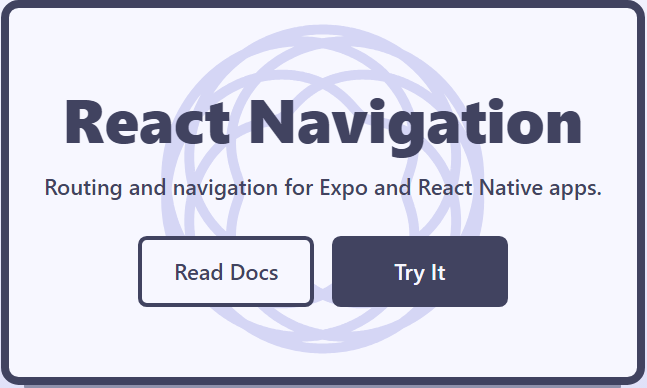 React Navigation
Routing and navigation for Expo and React Native apps.
Read Docs
Try It